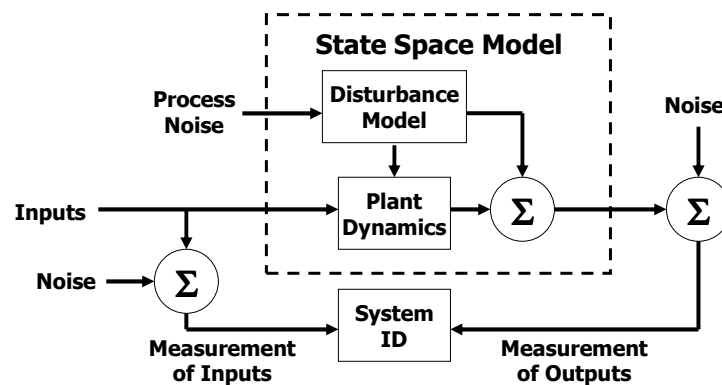 State Space Model
Process
Noise
Disturbance
Model
Noise
Inputs
Plant
Dynamics
Σ
Σ
Noise
Σ
System
ID
Measurement
of Inputs
Measurement
of Outputs